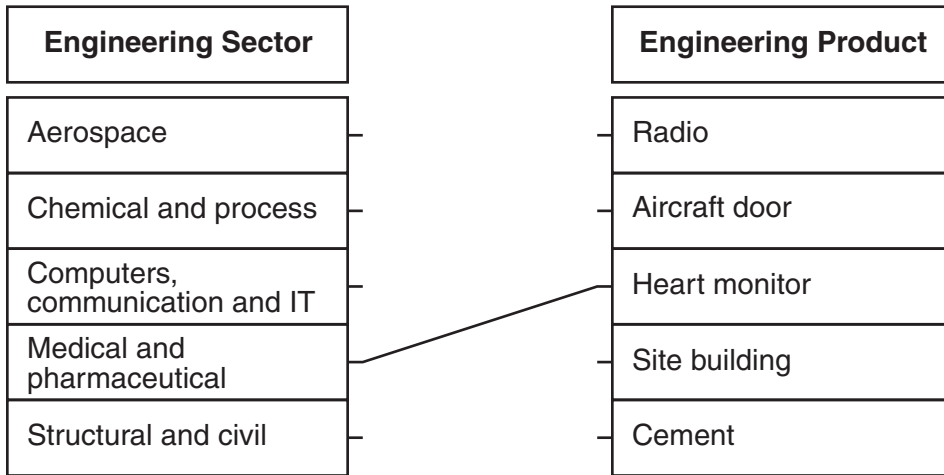 Engineering Sector
Aerospace
Chemical and process
Computers,
communication and IT
Medical and
pharmaceutical
Structural and civil
Engineering Product
Radio
Aircraft door
Heart monitor
Site building
Cement